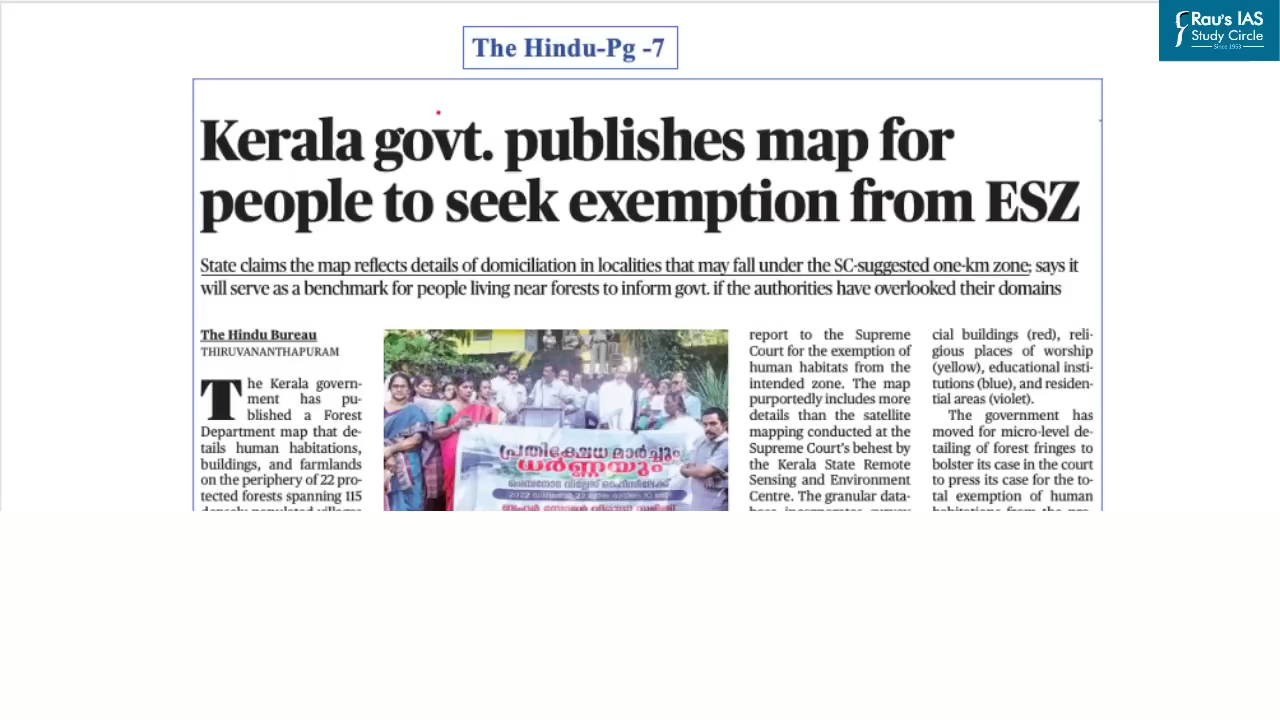 Rau's IAS
Study Circle
Since 1953
The Hindu-Pg -7
Kerala govt. publishes map for
people to seek exemption from ESZ
State claims the map reflects details of domiciliation in localities that may fall under the SC-suggested one-km zone; says it
will serve as a benchmark for people living near forests to inform govt. if the authorities have overlooked their domains
The Hindu Bureau
THIRUVANANTHAPURAM
The Kerala govern-
ment has pu-
blished a Forest
Department map that de-
tails human habitations,
buildings, and farmlands
on the periphery of 22 pro-
tected forests spanning 115
പ്രതിഷേധ മാർച്ചും
ധർണ്ണയും
report to the Supreme
Court for the exemption of
human habitats from the
intended zone. The map
purportedly includes more
details than the satellite
mapping conducted at the
Supreme Court's behest by
the Kerala State Remote
Sensing and Environment
Centre. The granular data-
cial buildings (red), reli-
gious places of worship
(yellow), educational insti-
tutions (blue), and residen-
tial areas (violet).
The government has
moved for micro-level de-
tailing of forest fringes to
bolster its case in the court
to press its case for the to-
tal exemption of human